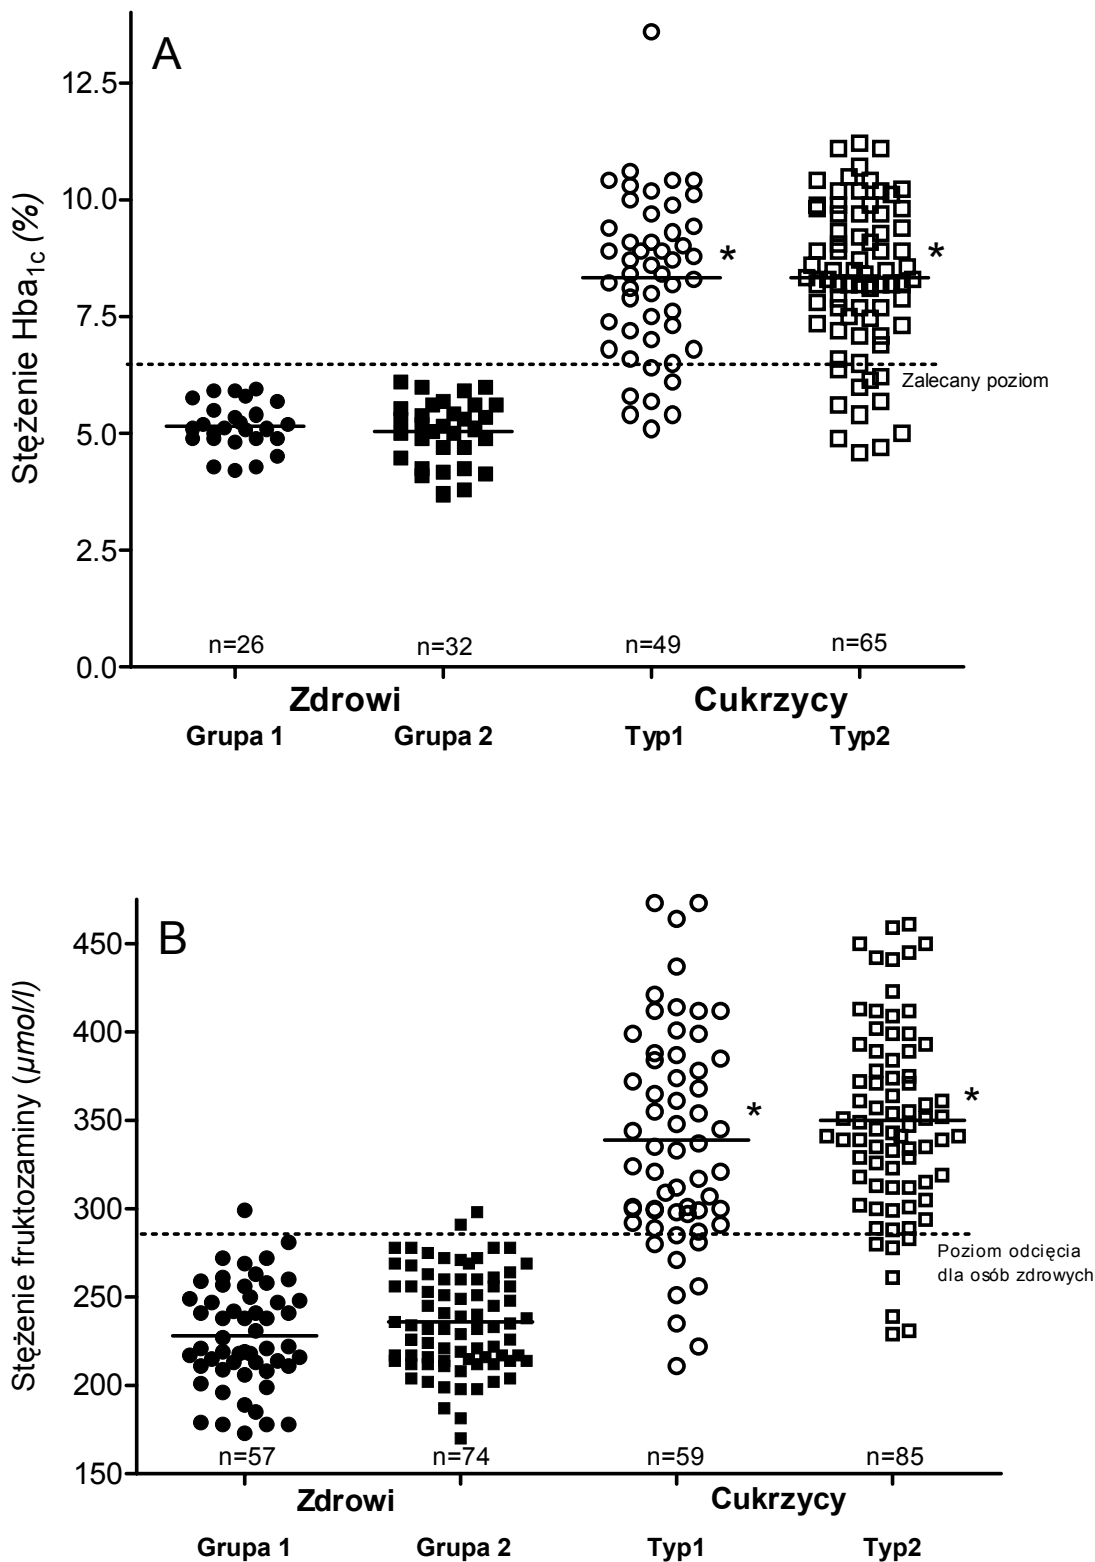 A
Stężenie Hba1c (%)
12.5
10.0
7.5
5.0
2.5
0.0
*
*
Zalecany poziom
n=26 n=32 n=49 n=65
Zdrowi Cukrzycy
Grupa 1 Grupa 2 Typ1 Typ2
B
Stężenie fruktozaminy (µmol/l)
450
400
350
300
250
200
150
*
*
Poziom odcięcia
dla osób zdrowych
n=57 n=74 n=59 n=85
Zdrowi Cukrzycy
Grupa 1 Grupa 2 Typ1 Typ2